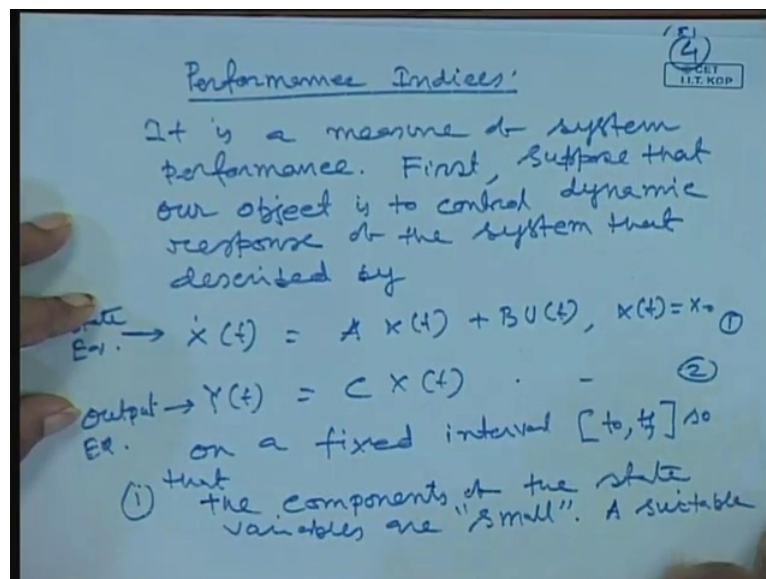 4
© CET
I.I.T. KGP
Performance Indices:
It is a measure of system
performance. First, suppose that
our object is to control dynamic
response of the system that
described by
State Eq. → Ẋ(t) = A X(t) + B U(t), X(t) = X₀ ①
Output Eq. → Y(t) = C X(t) . – ②
on a fixed interval [t₀, t_f] so
that
① the components of the state
variables are "small". A suitable